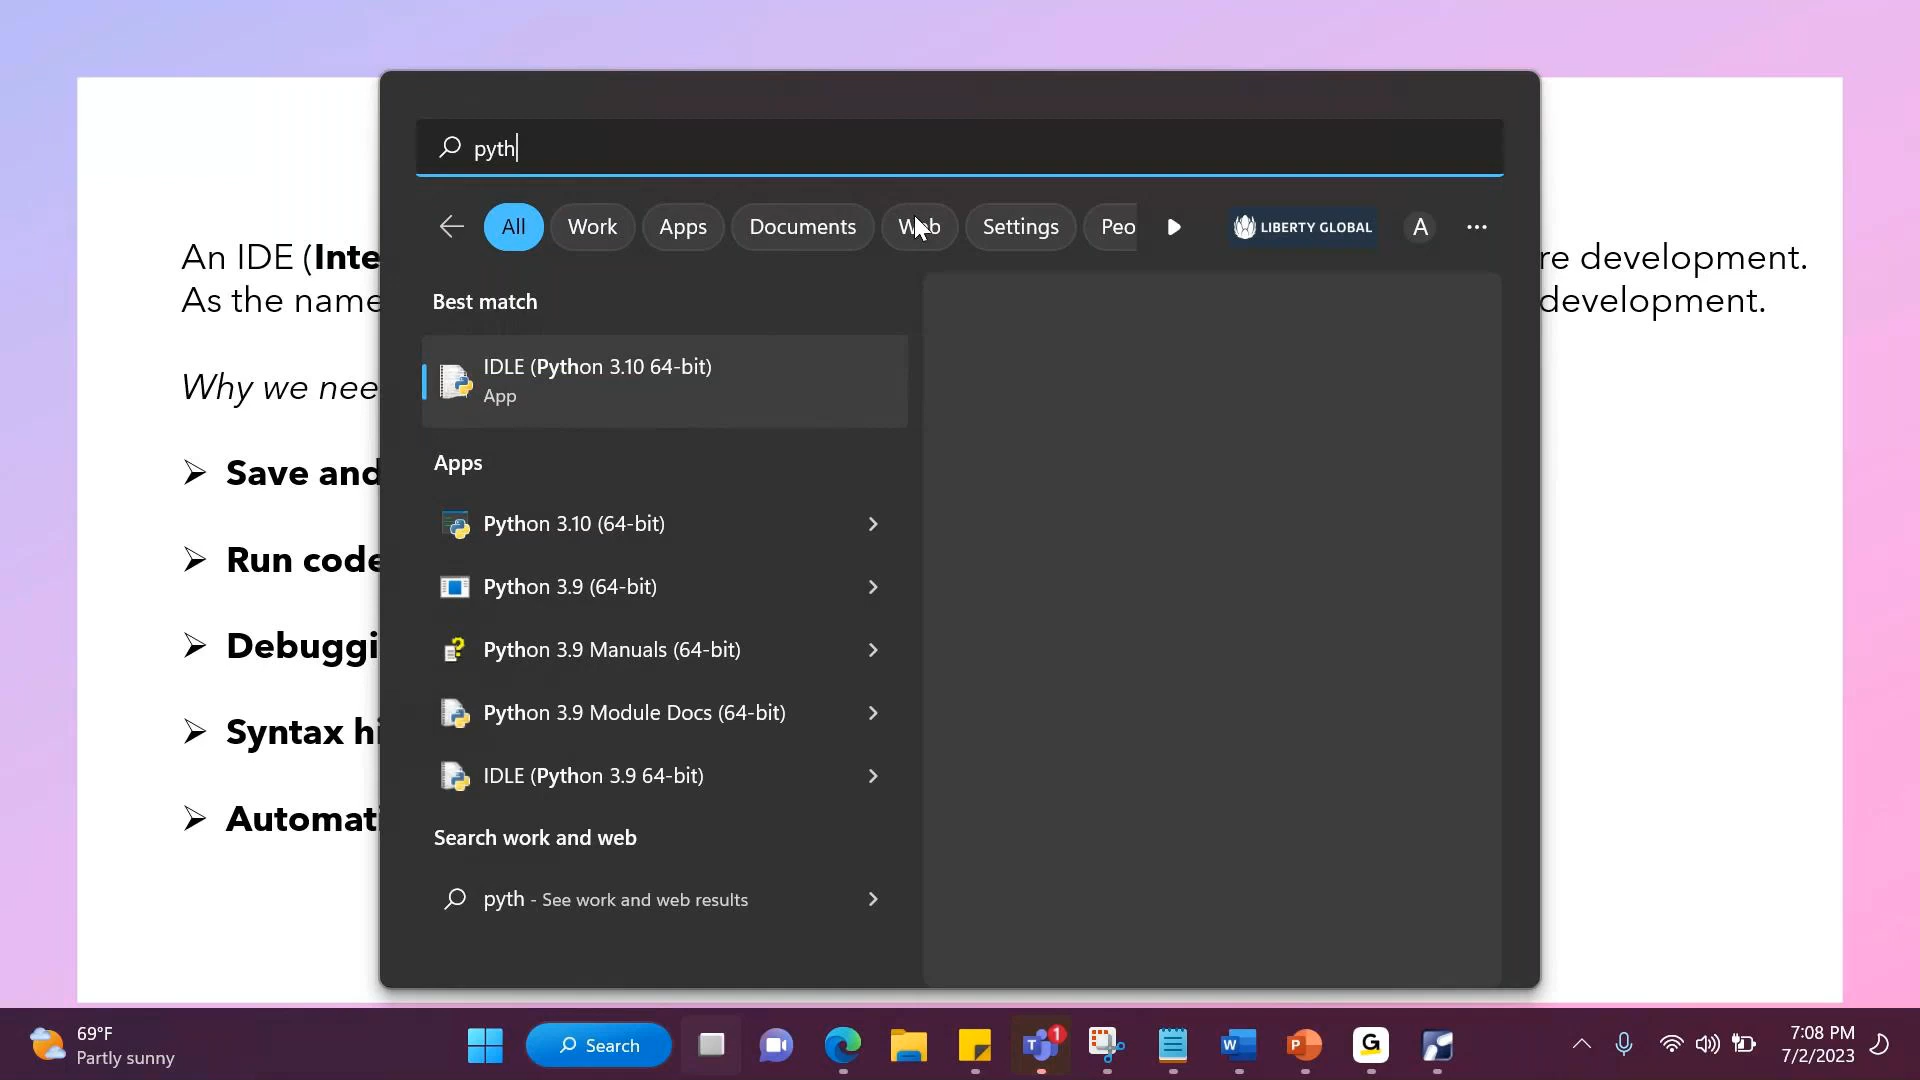 pyth
All Work Apps Documents Web Settings Peo LIBERTY GLOBAL A
Best match
IDLE (Python 3.10 64-bit)
App
Apps
Python 3.10 (64-bit)
Python 3.9 (64-bit)
Python 3.9 Manuals (64-bit)
Python 3.9 Module Docs (64-bit)
IDLE (Python 3.9 64-bit)
Search work and web
pyth - See work and web results
An IDE (Inte re development.
As the name development.
Why we nee
Save and
Run code
Debuggi
Syntax hi
Automati
69°F
Partly sunny
Search
1
W
P
G
7:08 PM
7/2/2023